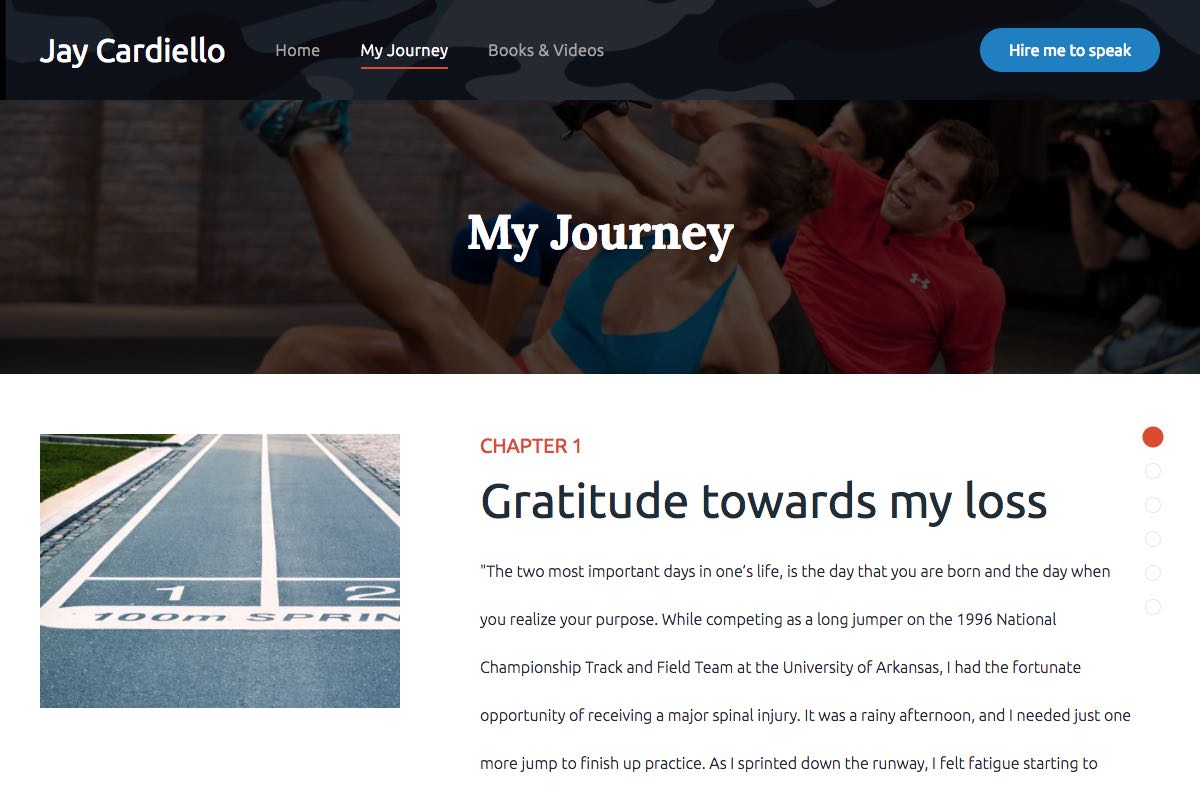 Jay Cardiello
Home
My Journey
Books & Videos
Hire me to speak
My Journey
1
2
100m SPRIN
CHAPTER 1
Gratitude towards my loss
"The two most important days in one’s life, is the day that you are born and the day when
you realize your purpose. While competing as a long jumper on the 1996 National
Championship Track and Field Team at the University of Arkansas, I had the fortunate
opportunity of receiving a major spinal injury. It was a rainy afternoon, and I needed just one
more jump to finish up practice. As I sprinted down the runway, I felt fatigue starting to